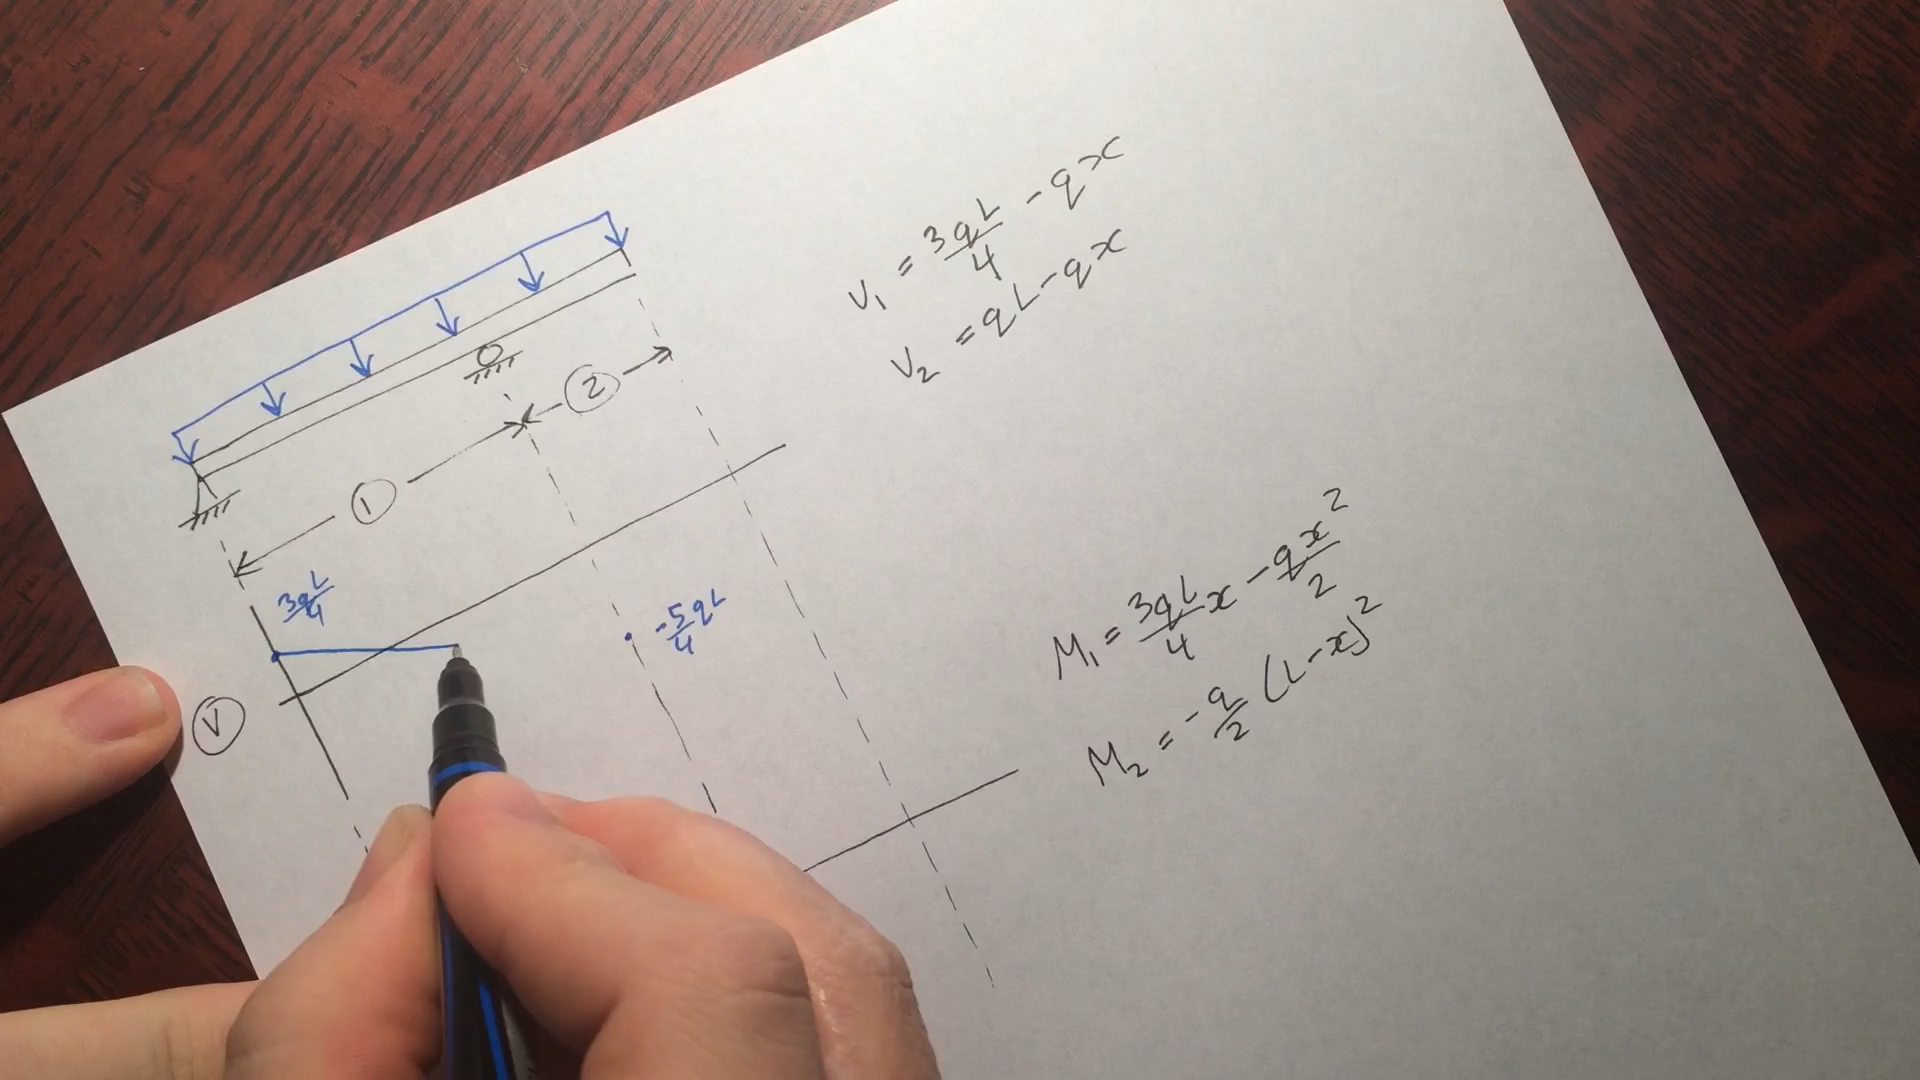 V₁ = 3qL/4 - qx
V₂ = qL - qx
②
①
3qL/4
-5/4 qL
V
M₁ = 3qL/4 x - qx²/2
M₂ = -q/2 (L-x)²